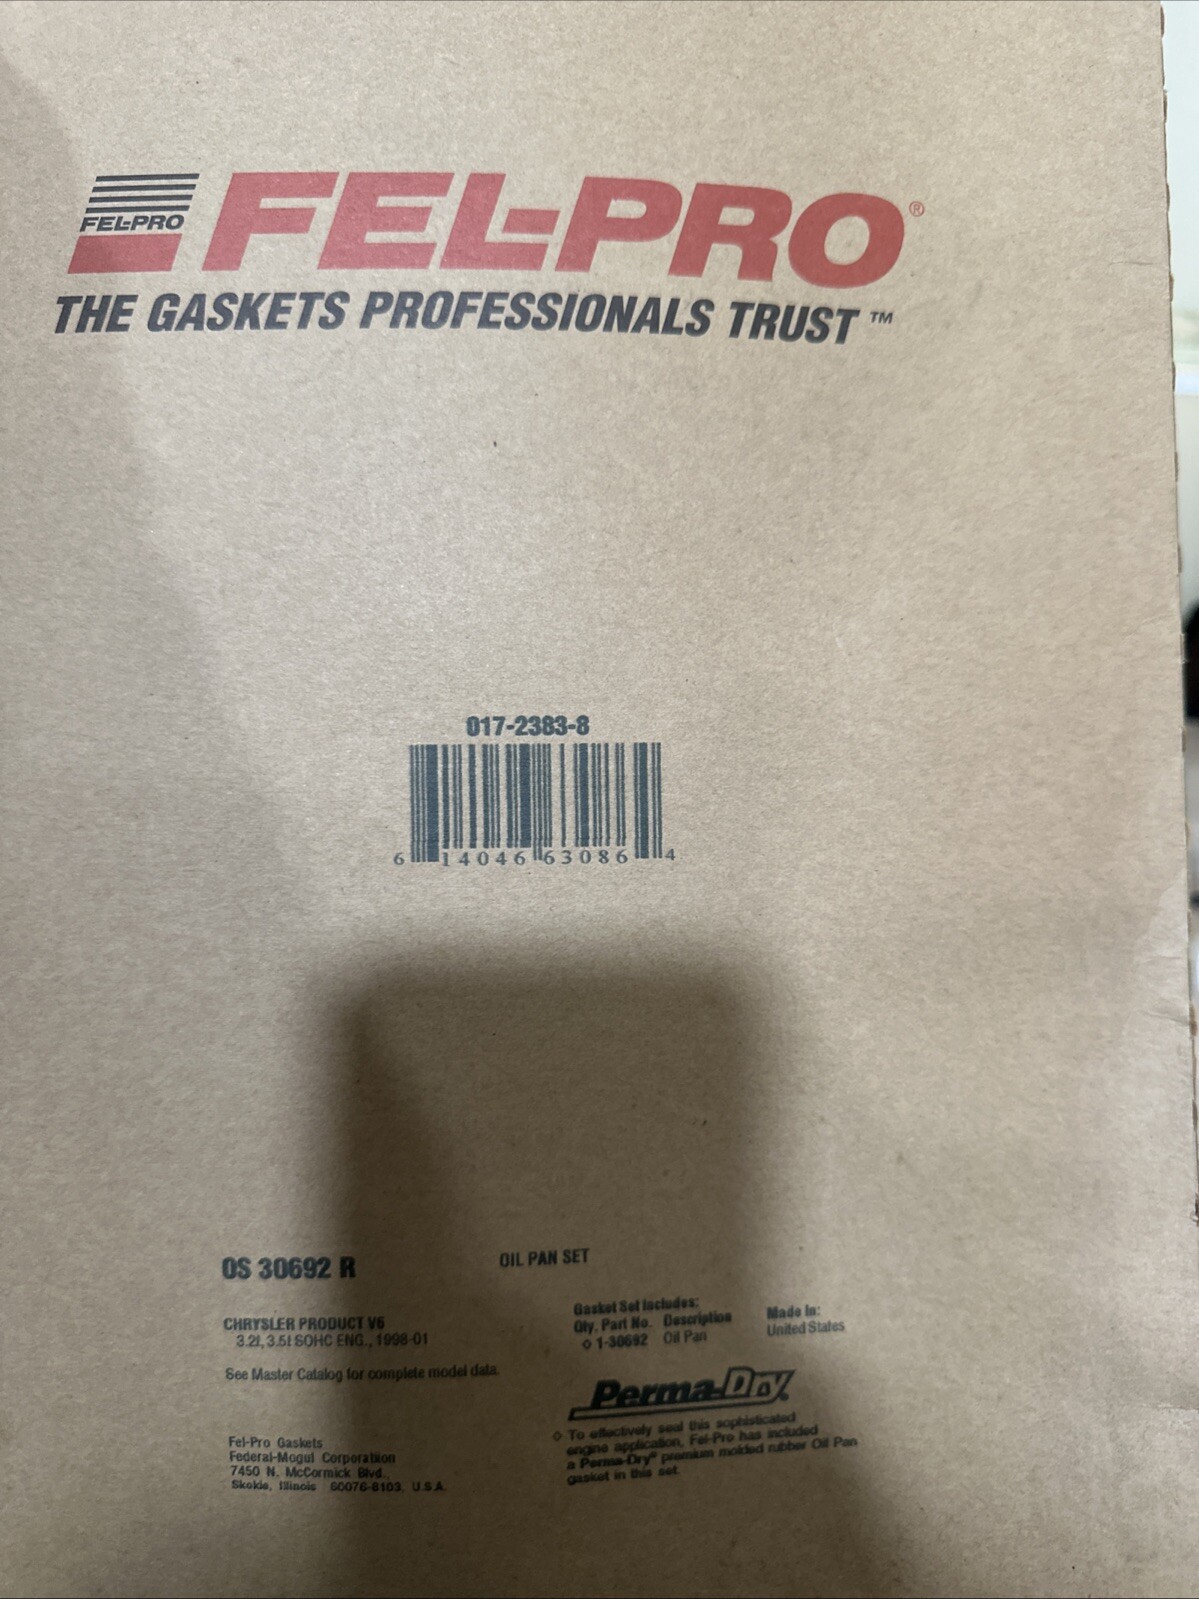 FEL-PRO
FEL-PRO®
THE GASKETS PROFESSIONALS TRUST™
017-2383-8
6 14046 63086 4
OS 30692 R
OIL PAN SET
CHRYSLER PRODUCT V6
3.2L, 3.5L SOHC ENG., 1998-01
See Master Catalog for complete model data.
Gasket Set Includes:
Qty. Part No. Description
◇ 1-30692 Oil Pan
Made In:
United States
Perma-Dry®
◇ To effectively seal this sophisticated
engine application, Fel-Pro has included
a Perma-Dry® premium molded rubber Oil Pan
gasket in this set.
Fel-Pro Gaskets
Federal-Mogul Corporation
7450 N. McCormick Blvd.,
Skokie, Illinois 60076-8103, U.S.A.